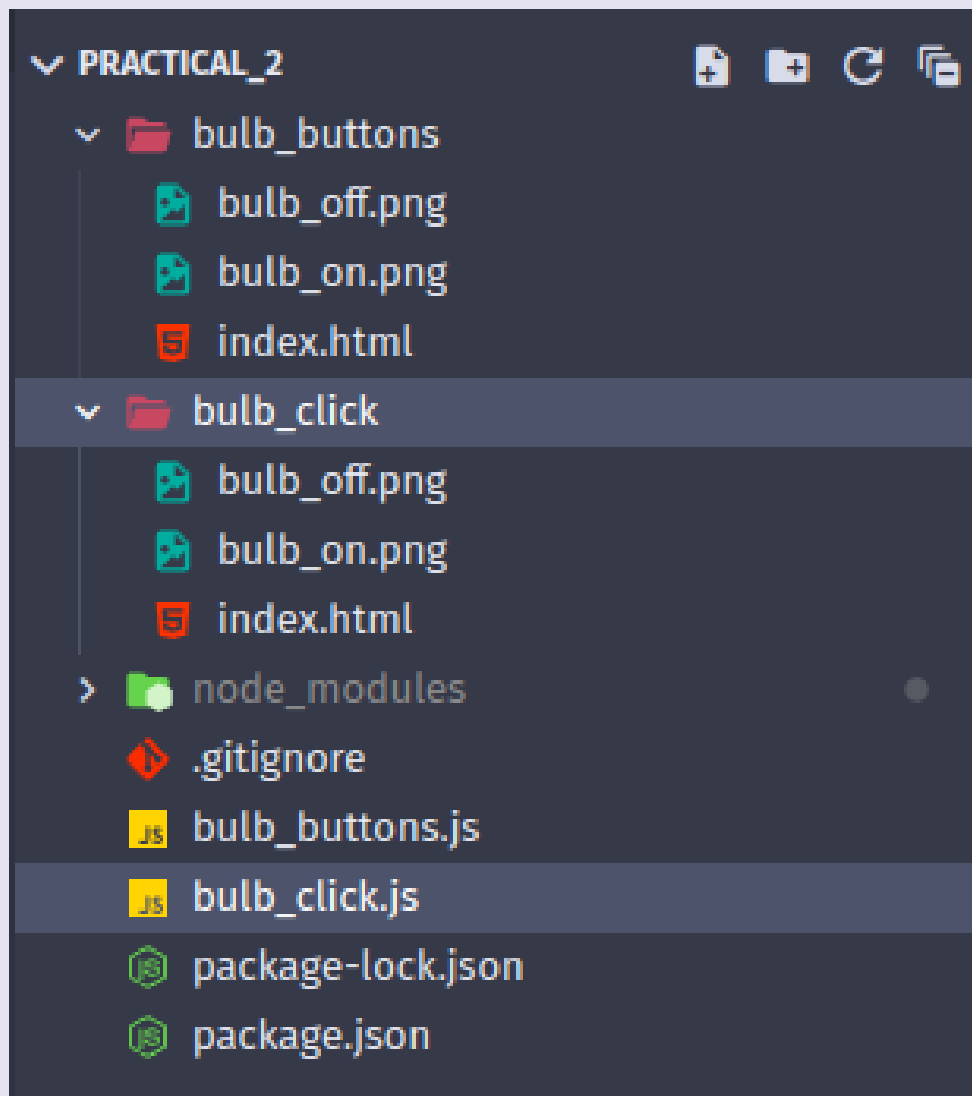 PRACTICAL_2
bulb_buttons
bulb_off.png
bulb_on.png
index.html
bulb_click
bulb_off.png
bulb_on.png
index.html
node_modules
.gitignore
bulb_buttons.js
bulb_click.js
package-lock.json
package.json